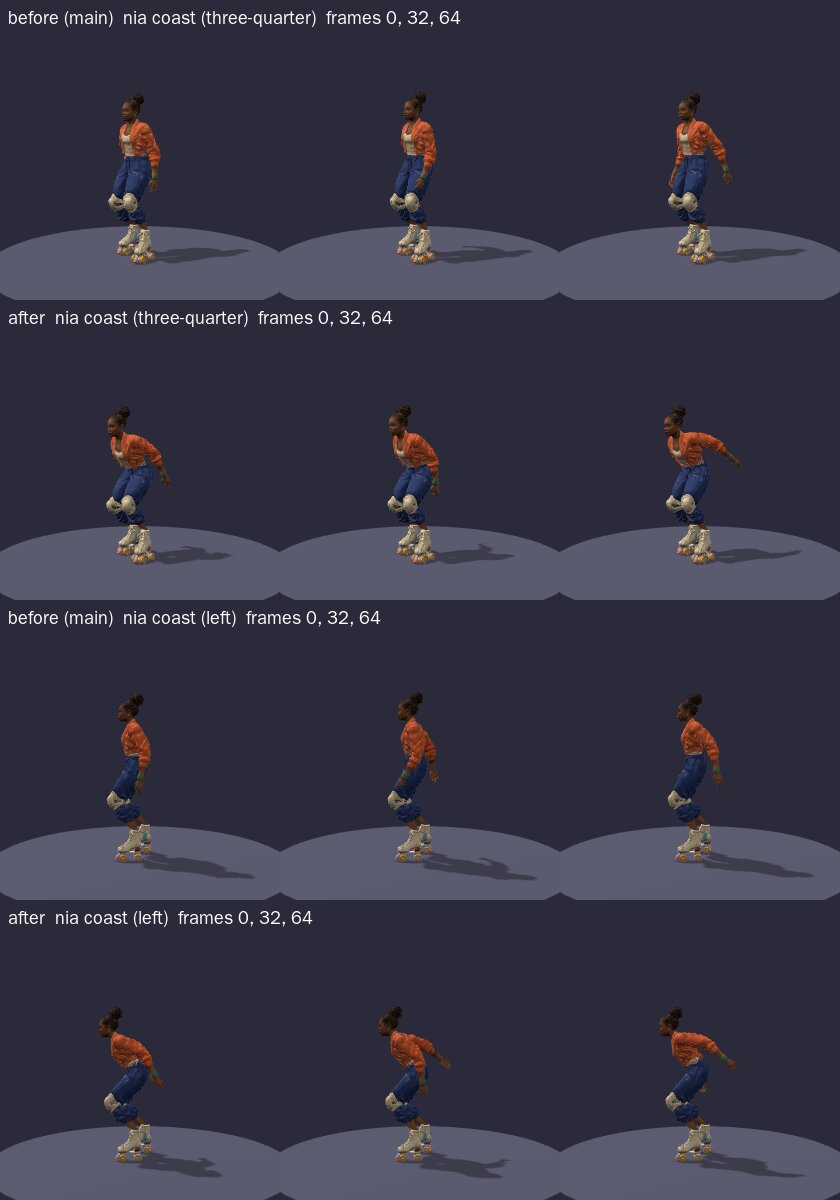 before (main)  nia coast (three-quarter)  frames 0, 32, 64
after  nia coast (three-quarter)  frames 0, 32, 64
before (main)  nia coast (left)  frames 0, 32, 64
after  nia coast (left)  frames 0, 32, 64